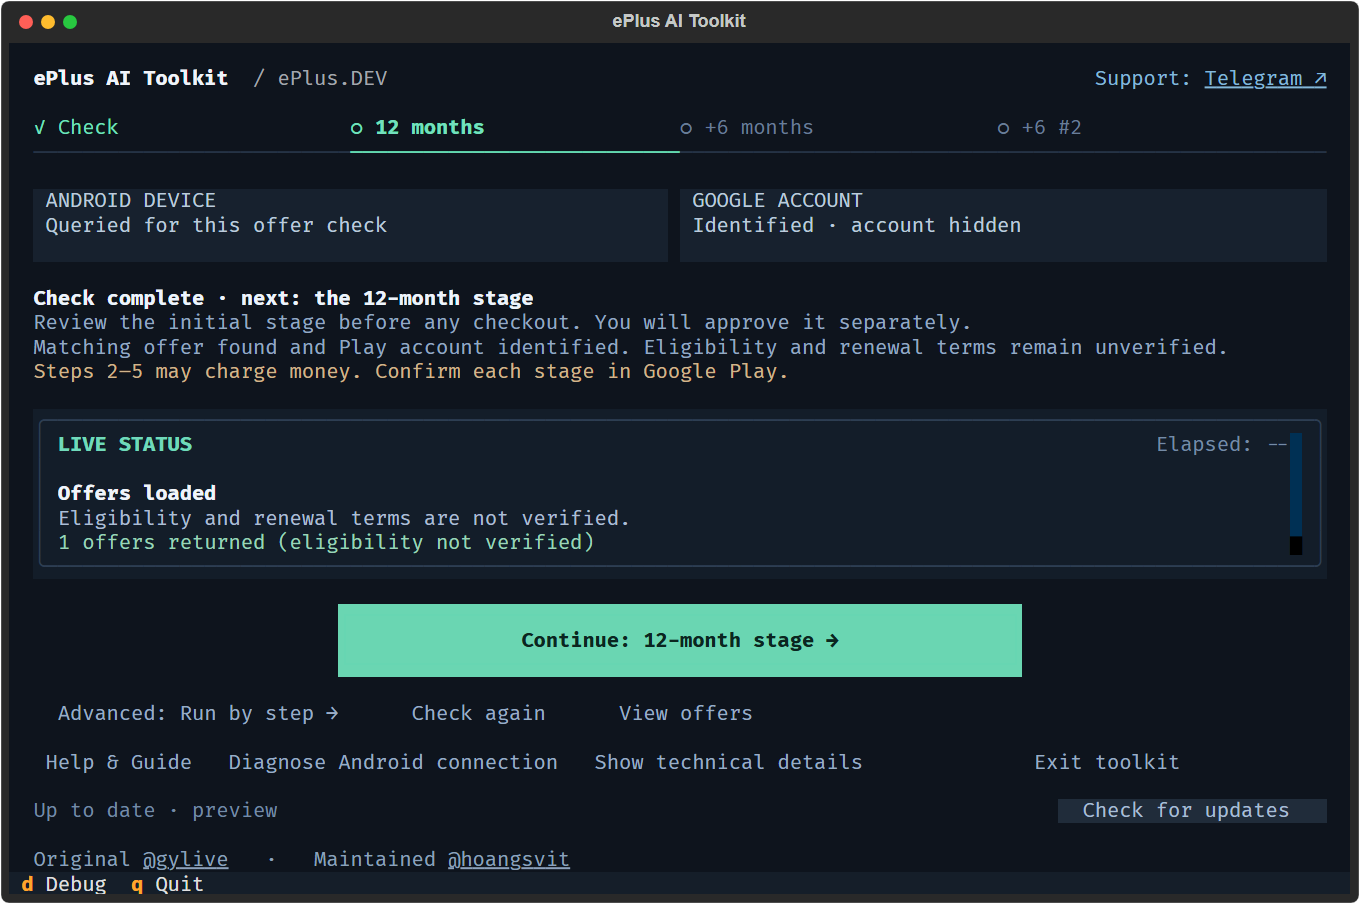 ePlus AI Toolkit
ePlus AI Toolkit / ePlus.DEV Support: Telegram ↗
√ Check ○ 12 months ○ +6 months ○ +6 #2
ANDROID DEVICE
Queried for this offer check
GOOGLE ACCOUNT
Identified · account hidden
Check complete · next: the 12-month stage
Review the initial stage before any checkout. You will approve it separately.
Matching offer found and Play account identified. Eligibility and renewal terms remain unverified.
Steps 2–5 may charge money. Confirm each stage in Google Play.
LIVE STATUS Elapsed: --
Offers loaded
Eligibility and renewal terms are not verified.
1 offers returned (eligibility not verified)
Continue: 12-month stage →
Advanced: Run by step → Check again View offers
Help & Guide Diagnose Android connection Show technical details Exit toolkit
Up to date · preview Check for updates
Original @gylive · Maintained @hoangsvit
d Debug q Quit